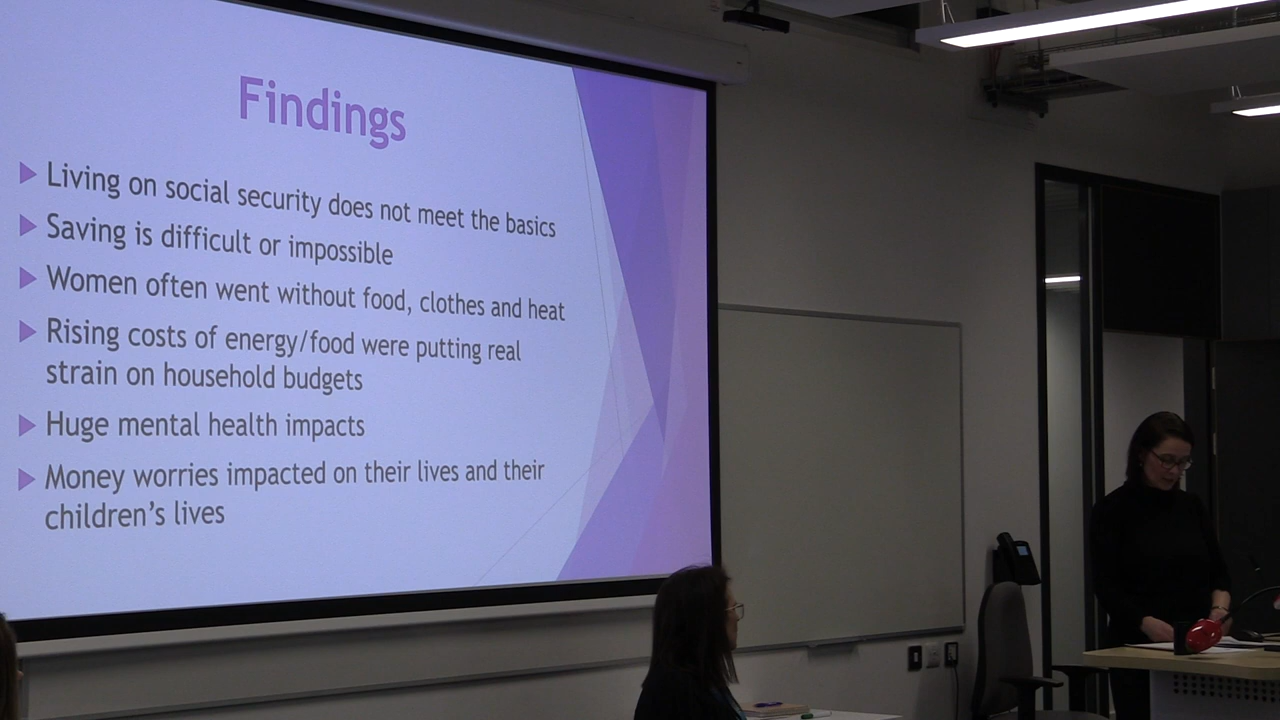 Findings
Living on social security does not meet the basics
Saving is difficult or impossible
Women often went without food, clothes and heat
Rising costs of energy/food were putting real
strain on household budgets
Huge mental health impacts
Money worries impacted on their lives and their
children’s lives